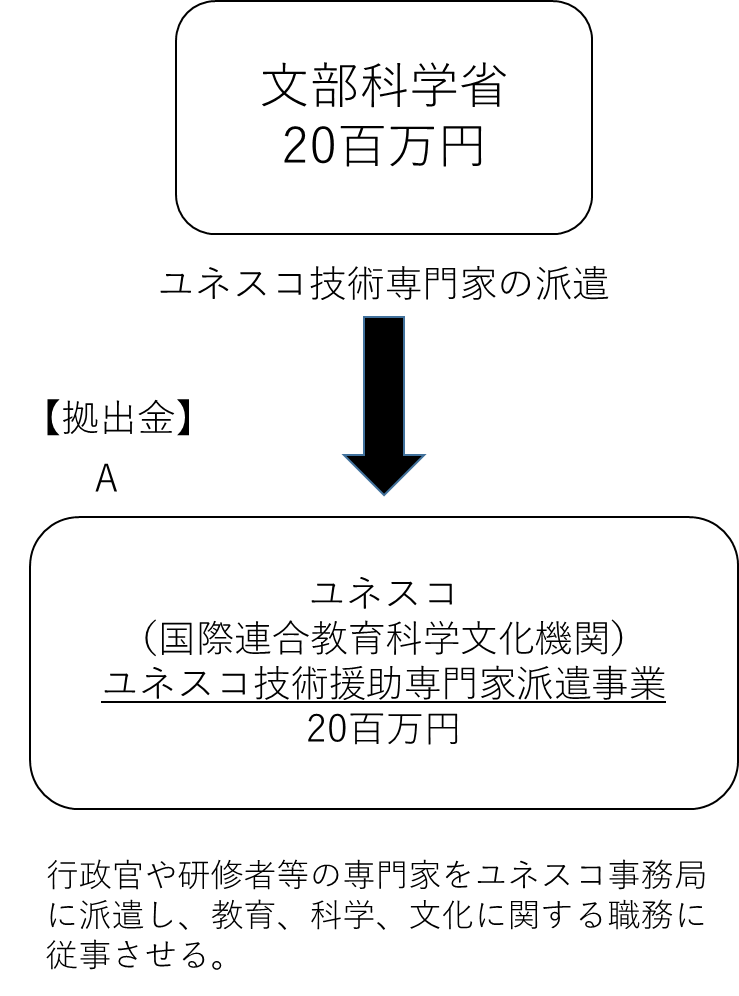 文部科学省
20百万円
ユネスコ技術専門家の派遣
【拠出金】
A
ユネスコ
（国際連合教育科学文化機関）
ユネスコ技術援助専門家派遣事業
20百万円
行政官や研修者等の専門家をユネスコ事務局
に派遣し、教育、科学、文化に関する職務に
従事させる。